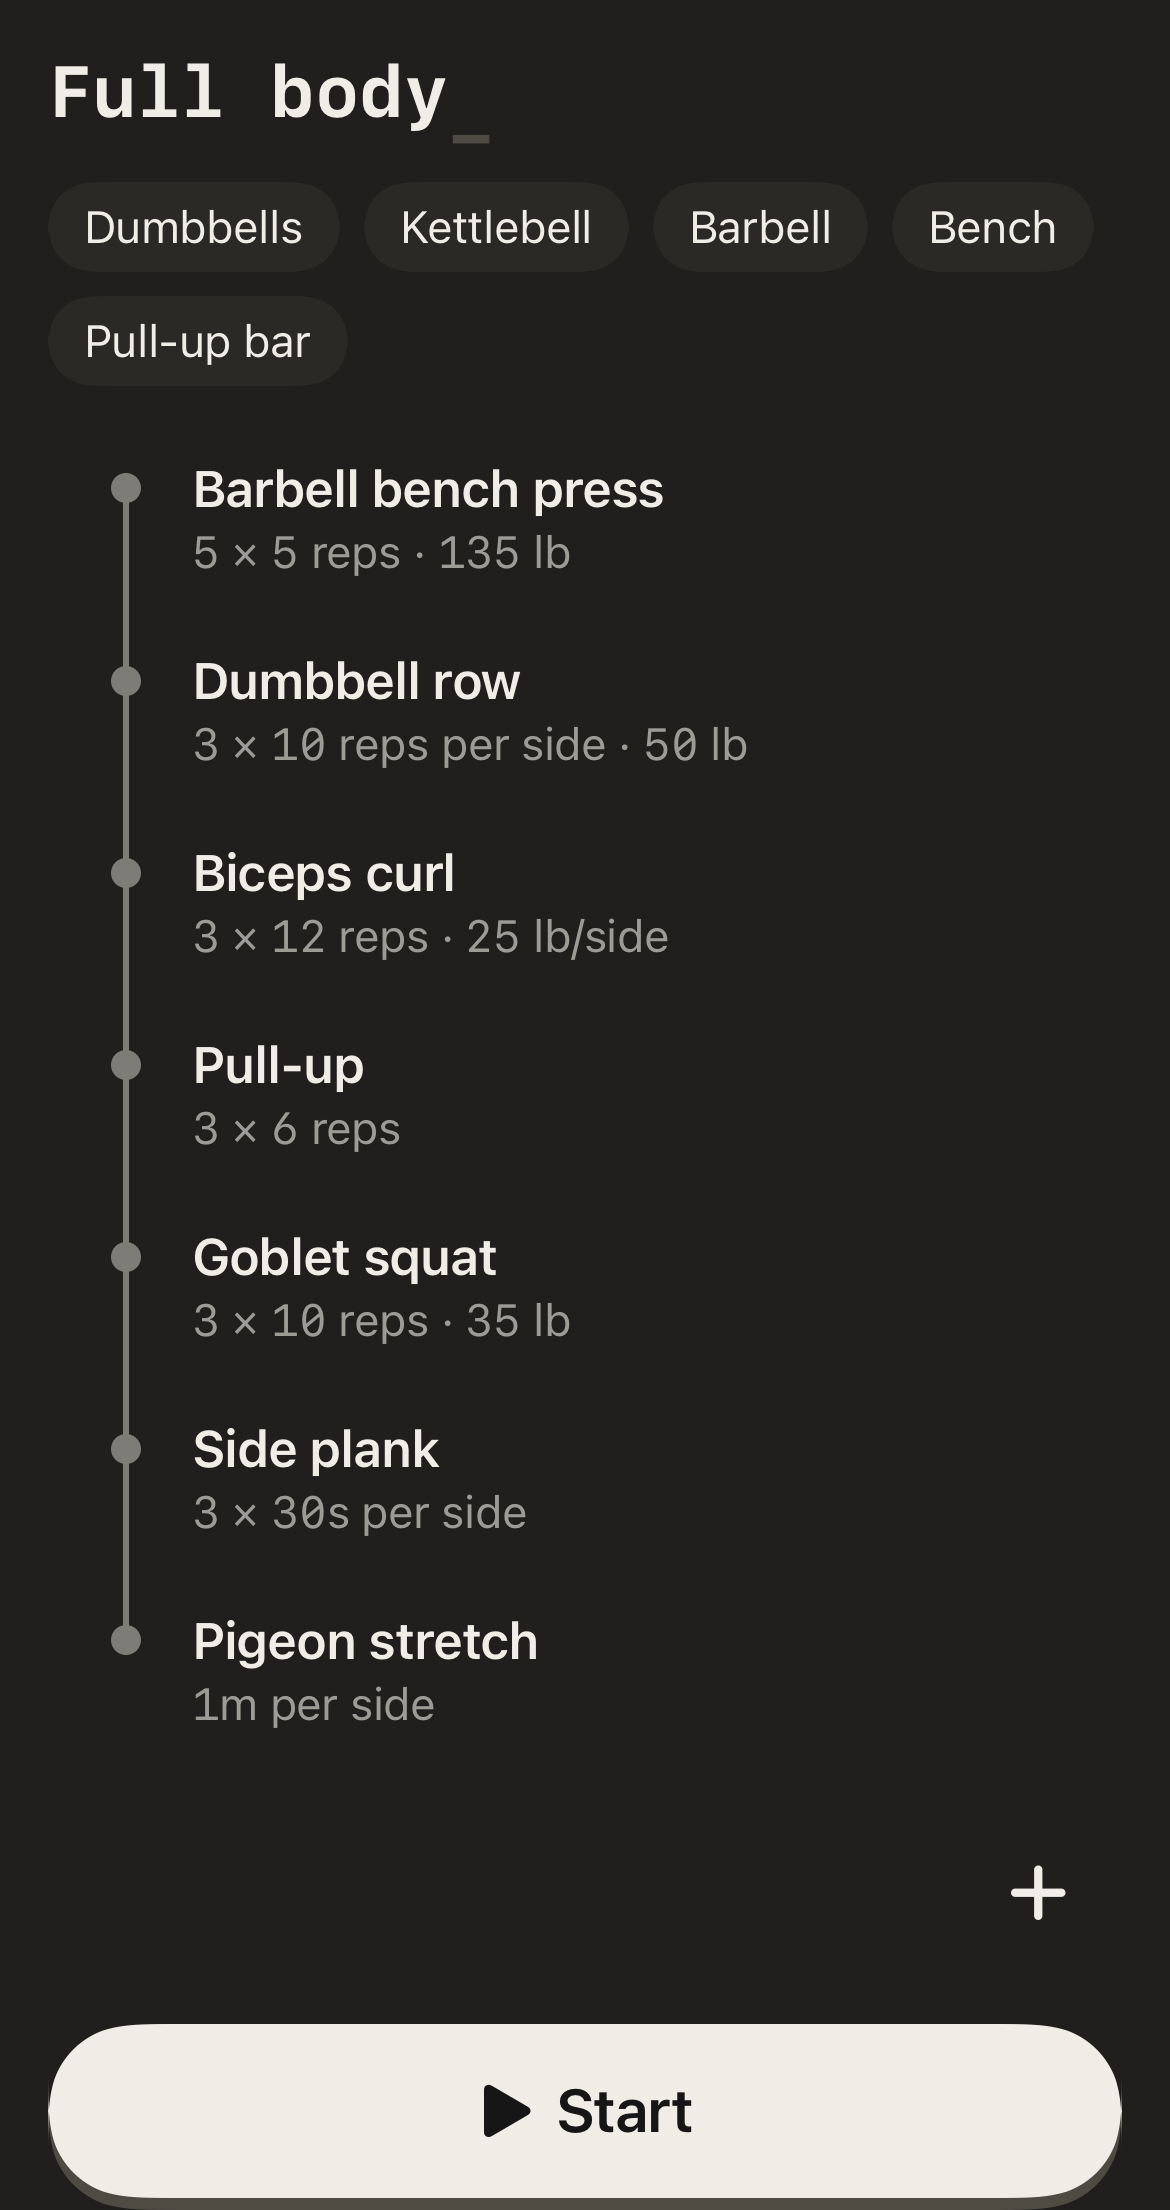 Full body_
Dumbbells Kettlebell Barbell Bench
Pull-up bar
Barbell bench press
5 × 5 reps · 135 lb
Dumbbell row
3 × 10 reps per side · 50 lb
Biceps curl
3 × 12 reps · 25 lb/side
Pull-up
3 × 6 reps
Goblet squat
3 × 10 reps · 35 lb
Side plank
3 × 30s per side
Pigeon stretch
1m per side
Start